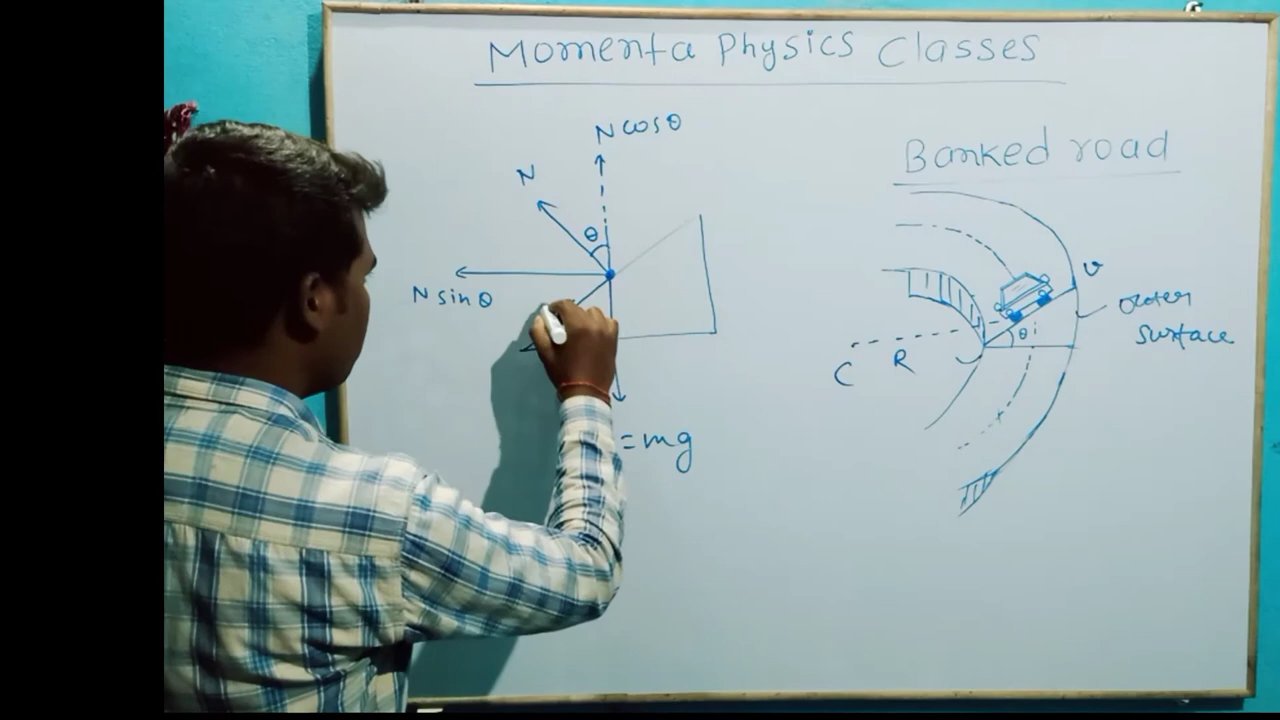 Momenta Physics Classes
N cos θ
N
θ
N sin θ
= mg
Banked road
v
outer
surface
θ
R
C